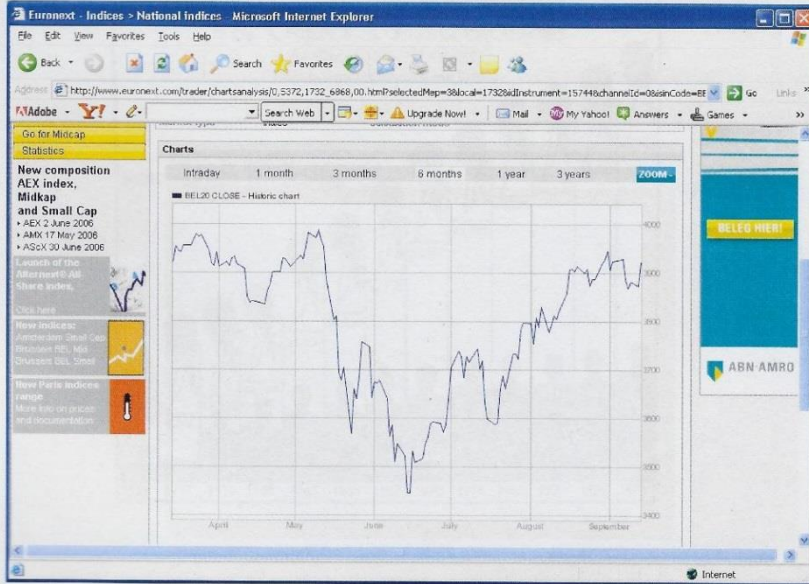 Euronext - Indices > National indices - Microsoft Internet Explorer
File Edit View Favorites Tools Help
Back Search Favorites
Address http://www.euronext.com/trader/chartsanalysis/0,5372,1732_6868,00.html?selectedMep=3&local=1732&idInstrument=15744&channelId=0&isinCode=BE Go Links
Adobe Y! Search Web Upgrade Now! Mail My Yahoo! Answers Games
Go for Midcap
Statistics
New composition
AEX index,
Midkap
and Small Cap
AEX 2 June 2006
AMX 17 May 2006
AScX 30 June 2006
Launch of the
Alternext® All-
Share index.
Click here
New indices:
Amsterdam Small Cap
Brussels BEL Mid
Brussels BEL Small
New Paris Indices
range
More info on prices
and documentation
Charts
Intraday 1 month 3 months 6 months 1 year 3 years ZOOM -
BEL20 CLOSE - Historic chart
4000
3900
3800
3700
3600
3500
3400
April May June July August September
BELEG HIER!
ABN·AMRO
Internet